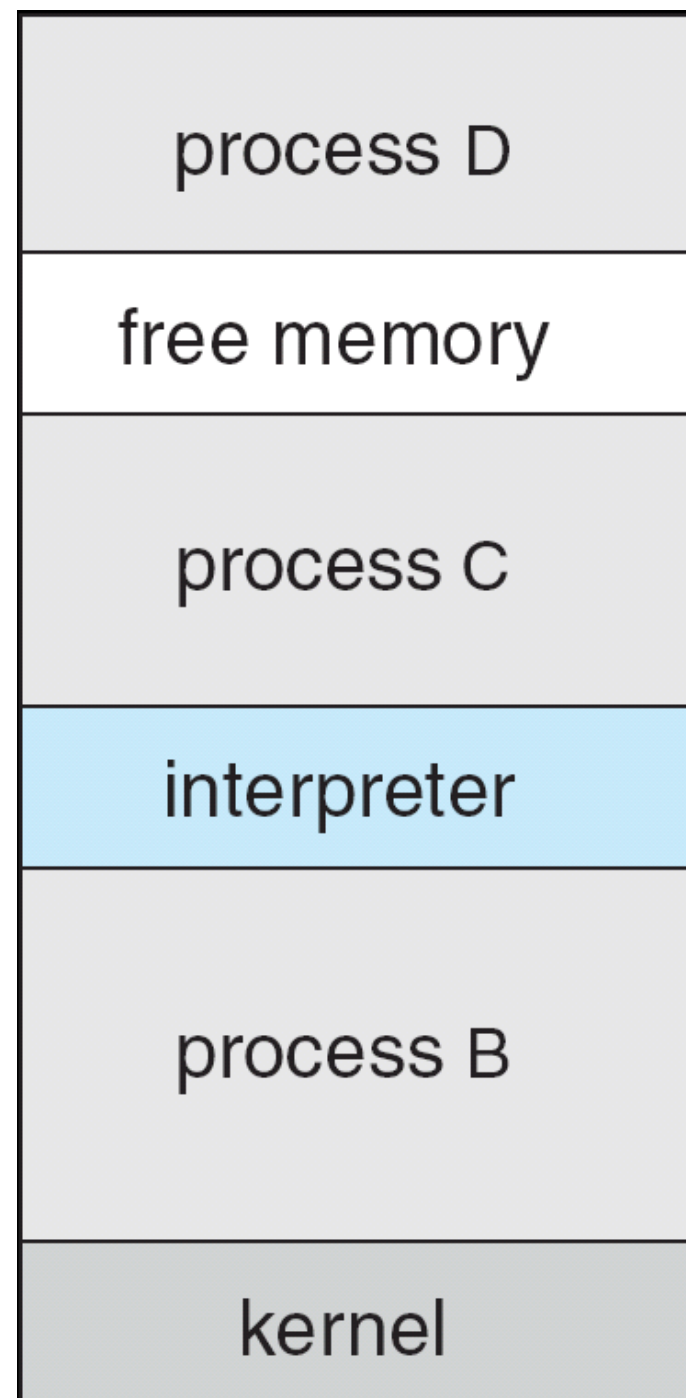 process D
free memory
process C
interpreter
process B
kernel